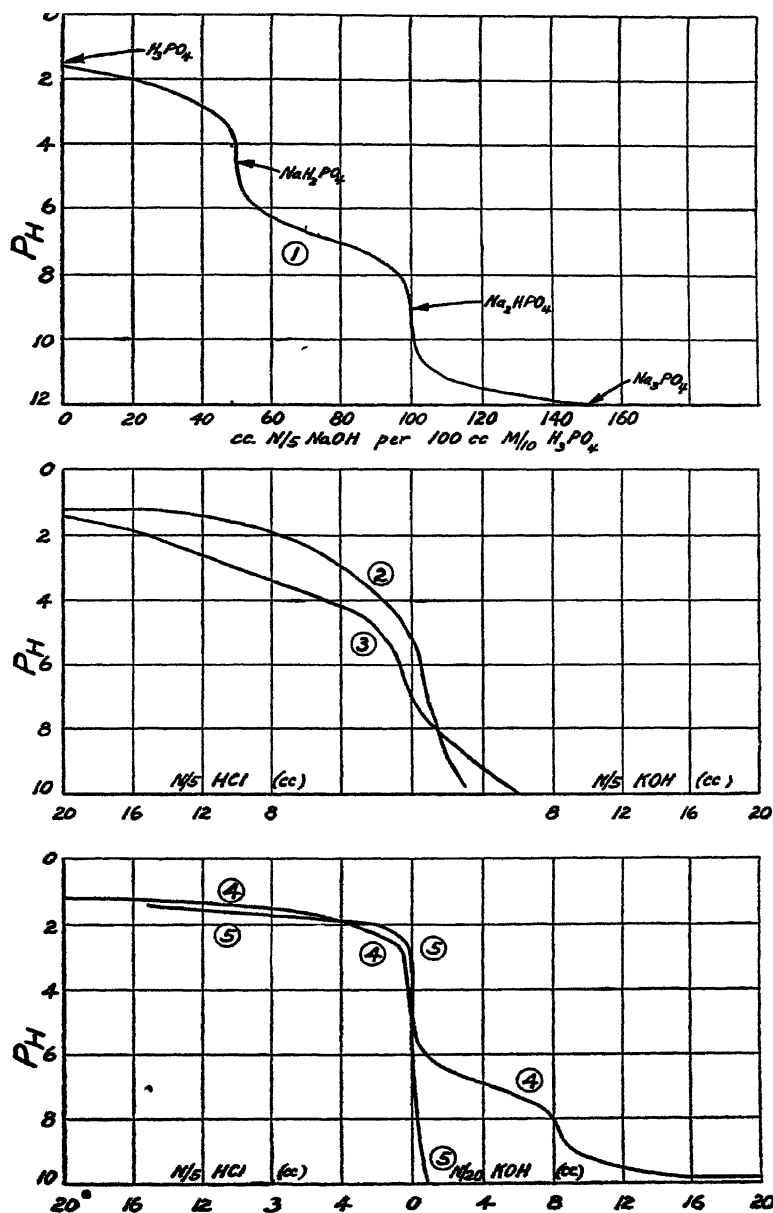 0
H3PO4
2
4
NaH2PO4
6
PH
1
8
Na2HPO4
10
Na3PO4
12
0 20 40 60 80 100 120 140 160
cc. N/5 NaOH per 100 cc M/10 H3PO4
0
2
2
4
3
PH
6
8
10
N/5 HCl (cc) N/5 KOH (cc)
20 16 12 8 8 12 16 20
0
4
2
5 4 5
4
PH
6
4
8
10
N/5 HCl (cc) 5 N/20 KOH (cc)
20 16 12 3 4 0 4 8 12 16 20